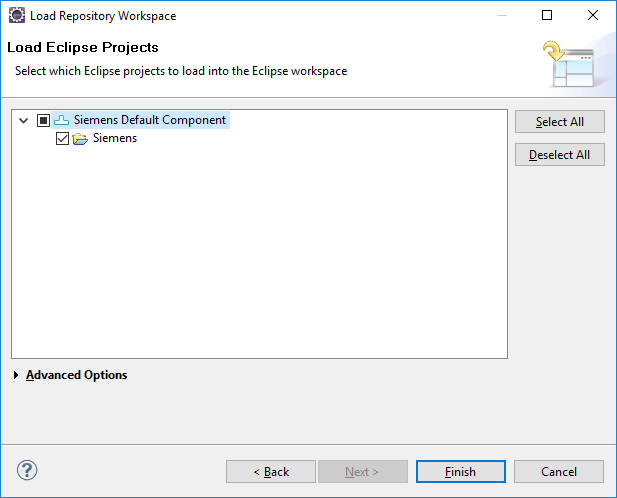 Load Repository Workspace
Load Eclipse Projects
Select which Eclipse projects to load into the Eclipse workspace
Siemens Default Component
Siemens
Select All
Deselect All
Advanced Options
?
< Back
Next >
Finish
Cancel